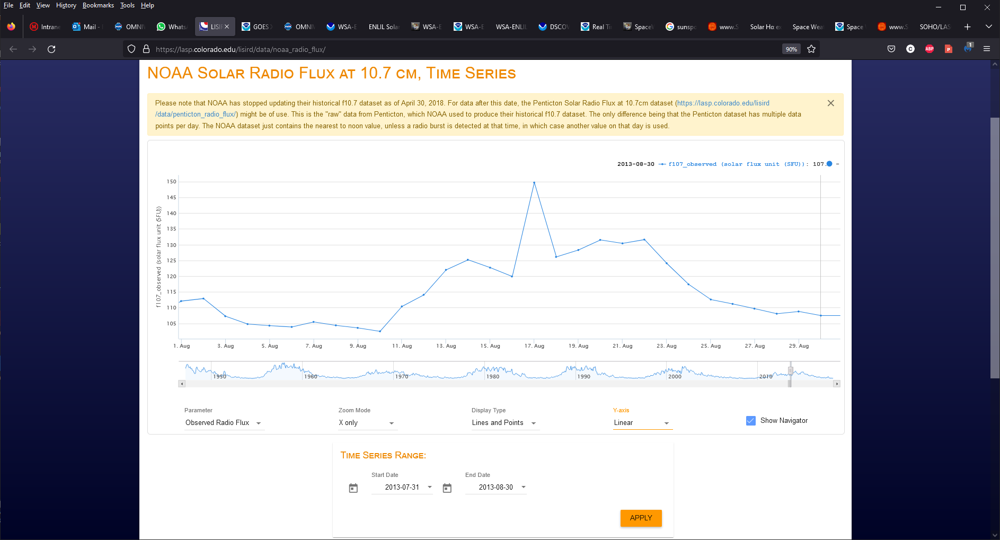 File Edit View History Bookmarks Tools Help
Intrane Mail - OMNIW Whats LISIR GOES OMNIW WSA-E ENLIL Solar WSA-E WSA-E WSA-ENLIL DSCOV Real Ti SpaceW sunspo www.S Solar Hα ex Space Wea Space www.S SOHO/LAS
https://lasp.colorado.edu/lisird/data/noaa_radio_flux/ 90% C ABP P 1
NOAA Solar Radio Flux at 10.7 cm, Time Series
Please note that NOAA has stopped updating their historical f10.7 dataset as of April 30, 2018. For data after this date, the Penticton Solar Radio Flux at 10.7cm dataset (https://lasp.colorado.edu/lisird
/data/penticton_radio_flux/) might be of use. This is the "raw" data from Penticton, which NOAA used to produce their historical f10.7 dataset. The only difference being that the Penticton dataset has multiple data
points per day. The NOAA dataset just contains the nearest to noon value, unless a radio burst is detected at that time, in which case another value on that day is used.
2013-08-30 f107_observed (solar flux unit (SFU)): 107. -
f107_observed (solar flux unit (SFU))
150
145
140
135
130
125
120
115
110
105
1. Aug 3. Aug 5. Aug 7. Aug 9. Aug 11. Aug 13. Aug 15. Aug 17. Aug 19. Aug 21. Aug 23. Aug 25. Aug 27. Aug 29. Aug
1950 1960 1970 1980 1990 2000 2010
Parameter Zoom Mode Display Type Y-axis
Observed Radio Flux X only Lines and Points Linear Show Navigator
Time Series Range:
Start Date End Date
2013-07-31 2013-08-30
APPLY